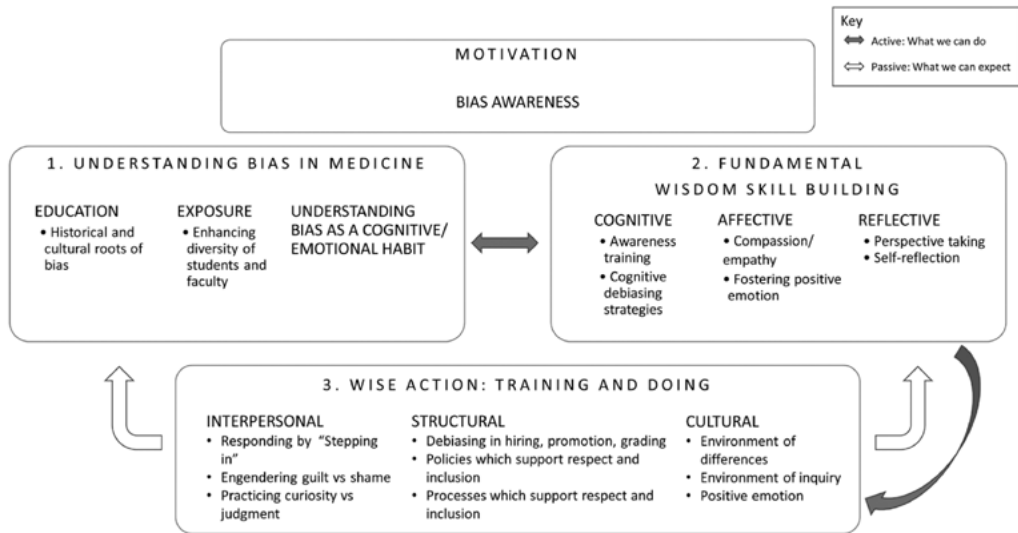 Key
Active: What we can do
Passive: What we can expect
MOTIVATION
BIAS AWARENESS
1. UNDERSTANDING BIAS IN MEDICINE
EDUCATION
• Historical and
cultural roots of
bias
EXPOSURE
• Enhancing
diversity of
students and
faculty
UNDERSTANDING
BIAS AS A COGNITIVE/
EMOTIONAL HABIT
2. FUNDAMENTAL
WISDOM SKILL BUILDING
COGNITIVE
• Awareness
training
• Cognitive
debiasing
strategies
AFFECTIVE
• Compassion/
empathy
• Fostering positive
emotion
REFLECTIVE
• Perspective taking
• Self-reflection
3. WISE ACTION: TRAINING AND DOING
INTERPERSONAL
• Responding by “Stepping
in”
• Engendering guilt vs shame
• Practicing curiosity vs
judgment
STRUCTURAL
• Debiasing in hiring, promotion, grading
• Policies which support respect and
inclusion
• Processes which support respect and
inclusion
CULTURAL
• Environment of
differences
• Environment of inquiry
• Positive emotion